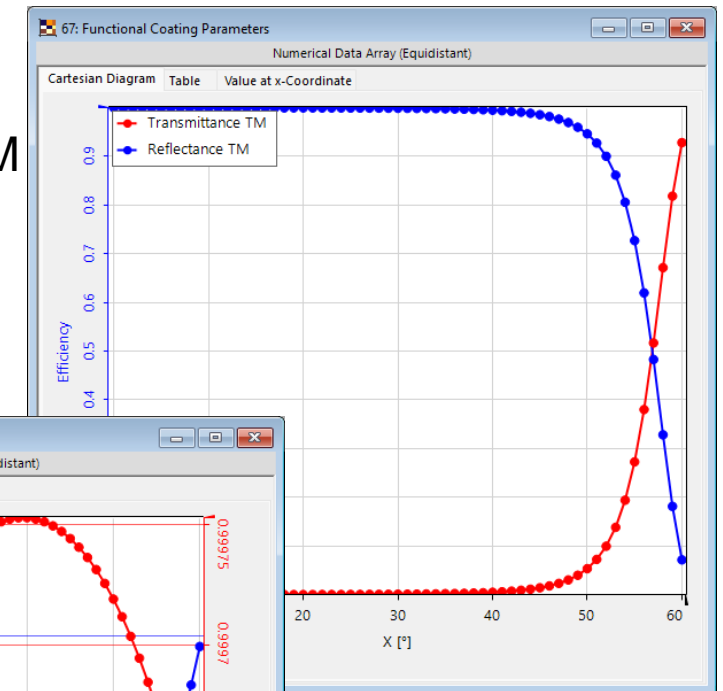 67: Functional Coating Parameters
Numerical Data Array (Equidistant)
Cartesian Diagram Table Value at x-Coordinate
M
Transmittance TM
Reflectance TM
0.9
0.8
0.7
0.6
0.5
0.4
Efficiency
20 30 40 50 60
X [°]
distant)
0.99975
0.9997